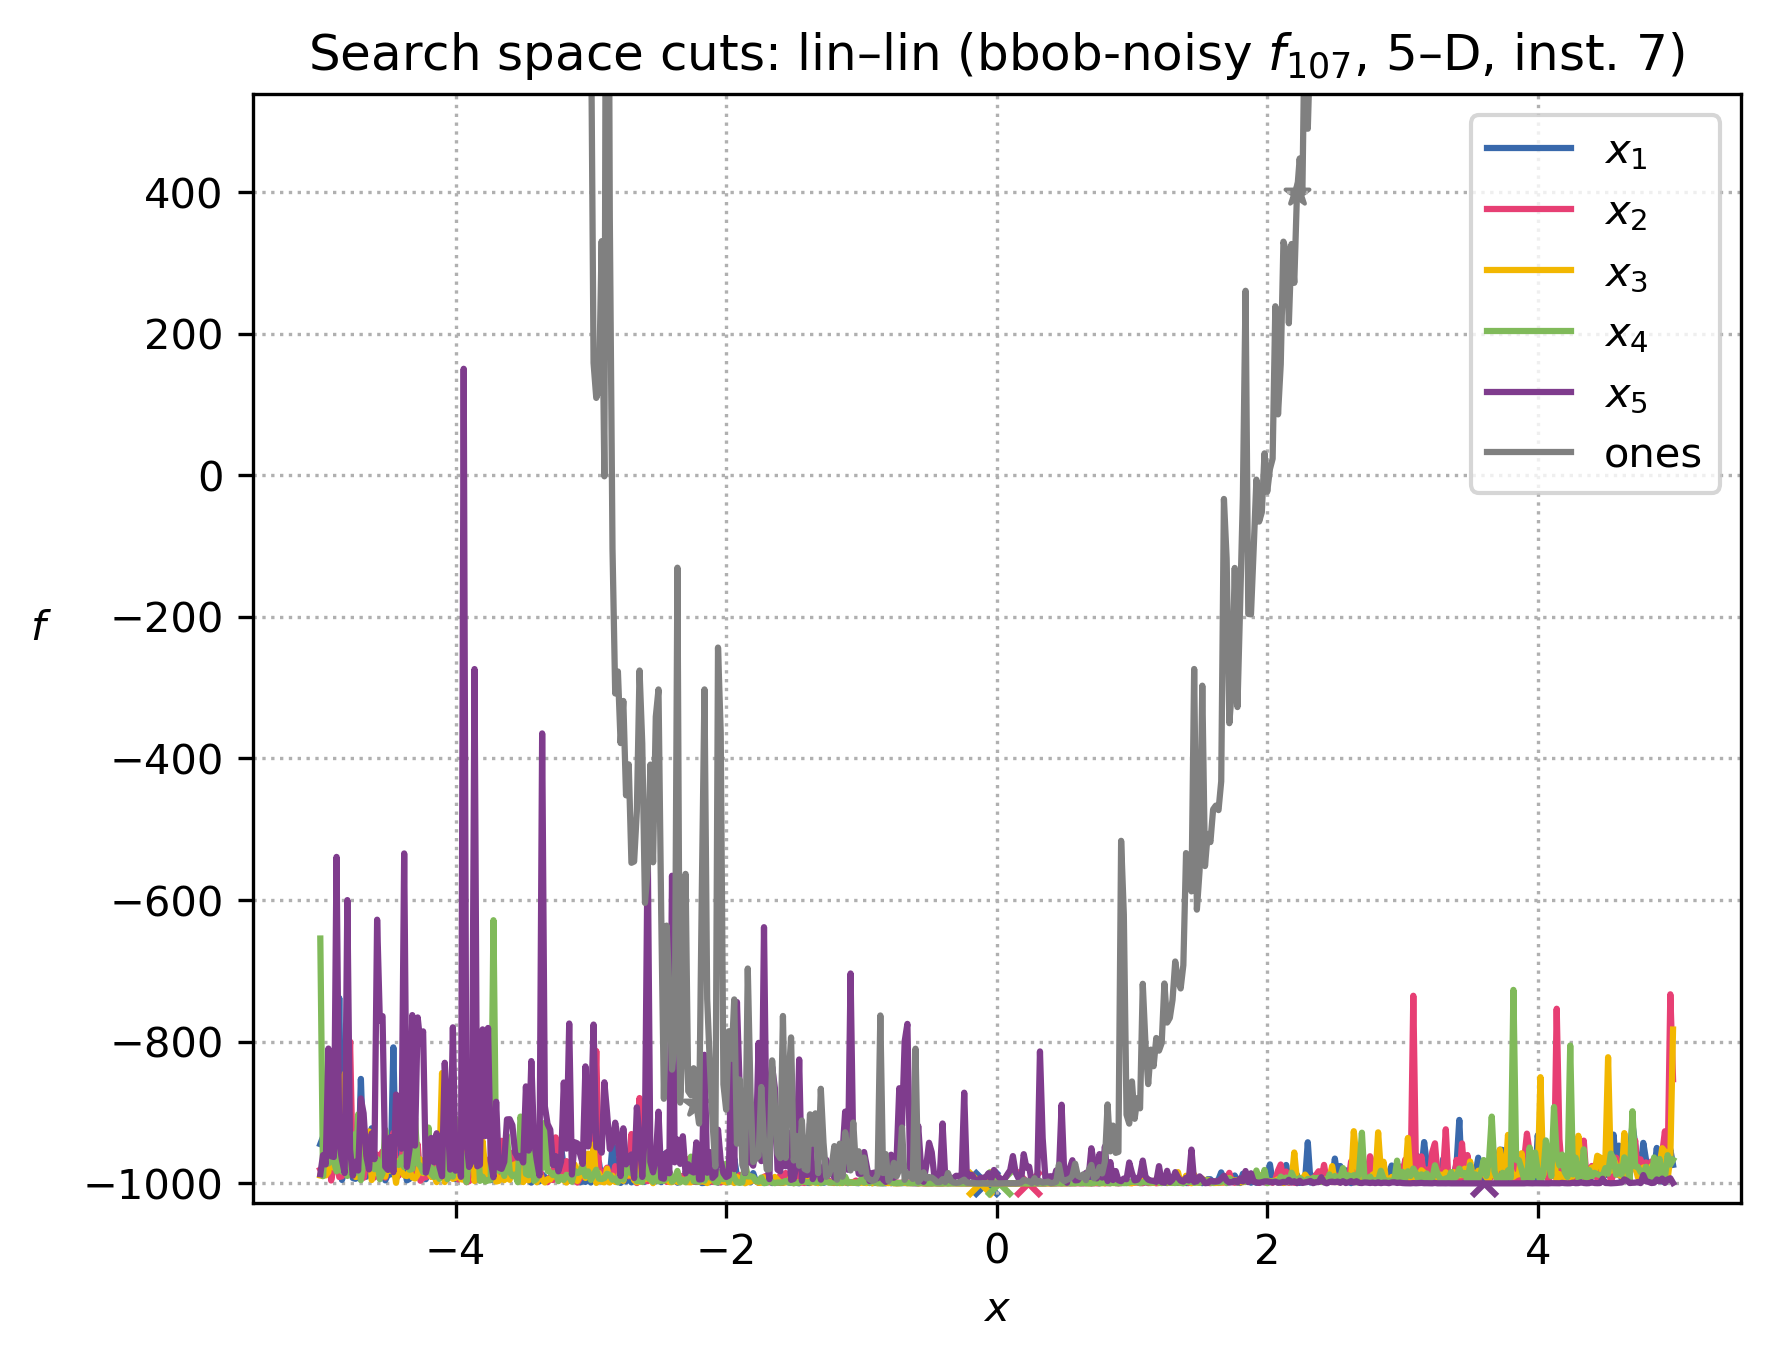 Search space cuts: lin–lin (bbob-noisy f107, 5–D, inst. 7)
400
200
0
−200
−400
−600
−800
−1000
f
x1
x2
x3
x4
x5
ones
−4
−2
0
2
4
x